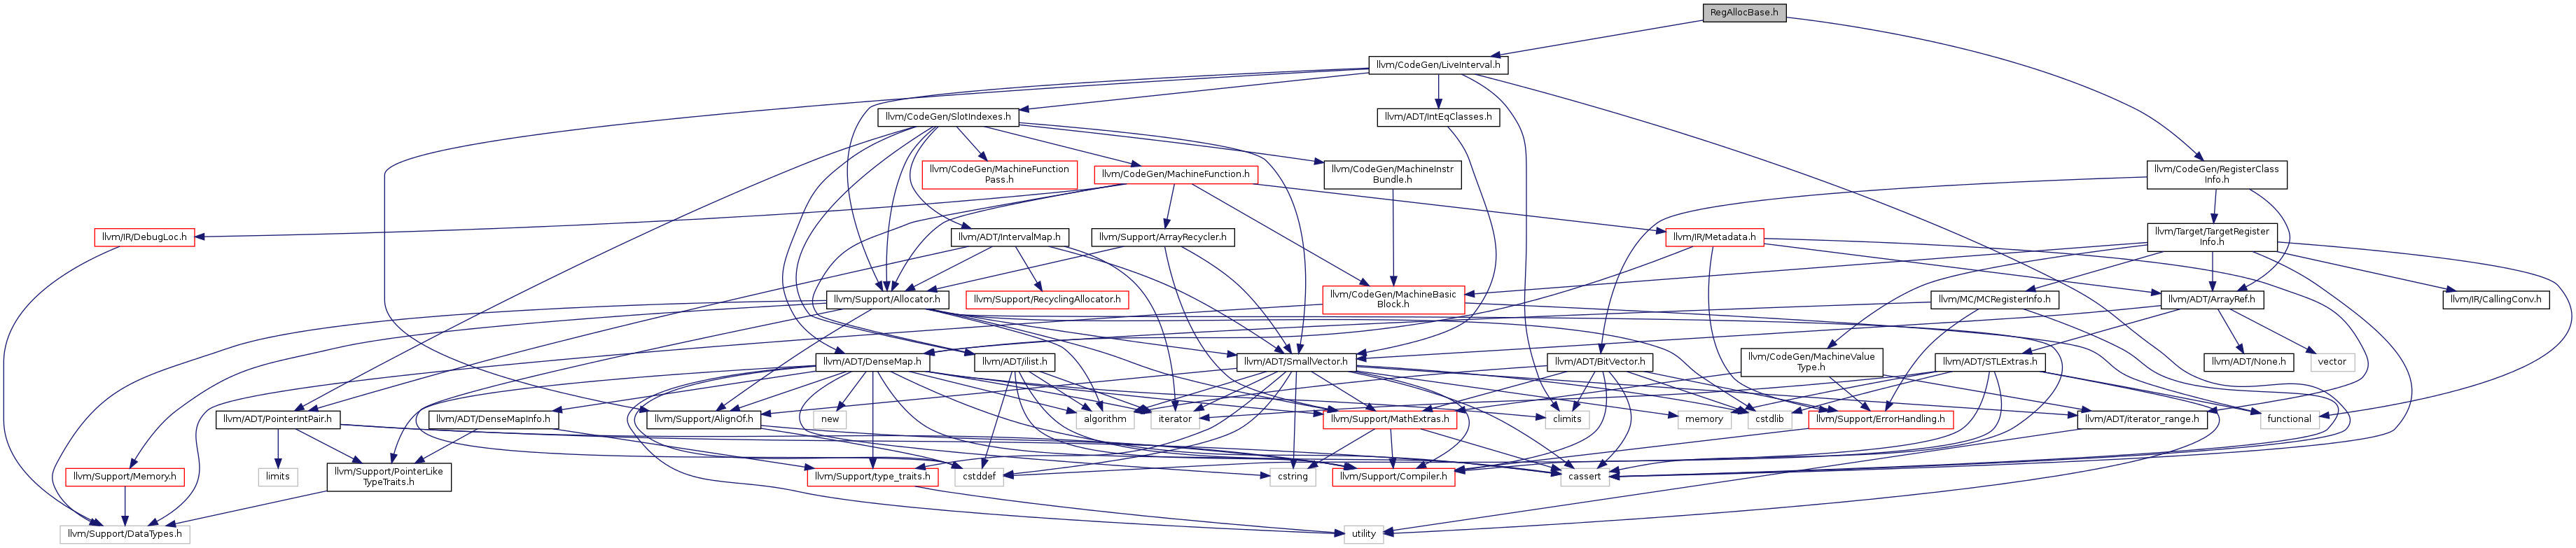 RegAllocBase.h
llvm/CodeGen/LiveInterval.h
llvm/CodeGen/SlotIndexes.h
llvm/ADT/IntEqClasses.h
llvm/CodeGen/MachineFunction
Pass.h
llvm/CodeGen/MachineFunction.h
llvm/CodeGen/MachineInstr
Bundle.h
llvm/CodeGen/RegisterClass
Info.h
llvm/IR/DebugLoc.h
llvm/ADT/IntervalMap.h
llvm/Support/ArrayRecycler.h
llvm/IR/Metadata.h
llvm/Target/TargetRegister
Info.h
llvm/Support/Allocator.h
llvm/Support/RecyclingAllocator.h
llvm/CodeGen/MachineBasic
Block.h
llvm/MC/MCRegisterInfo.h
llvm/ADT/ArrayRef.h
llvm/IR/CallingConv.h
llvm/ADT/DenseMap.h
llvm/ADT/ilist.h
llvm/ADT/SmallVector.h
llvm/ADT/BitVector.h
llvm/CodeGen/MachineValue
Type.h
llvm/ADT/STLExtras.h
llvm/ADT/None.h
vector
llvm/ADT/PointerIntPair.h
llvm/ADT/DenseMapInfo.h
llvm/Support/AlignOf.h
new
algorithm
iterator
llvm/Support/MathExtras.h
climits
memory
cstdlib
llvm/Support/ErrorHandling.h
llvm/ADT/iterator_range.h
functional
llvm/Support/Memory.h
limits
llvm/Support/PointerLike
TypeTraits.h
llvm/Support/type_traits.h
cstddef
cstring
llvm/Support/Compiler.h
cassert
llvm/Support/DataTypes.h
utility